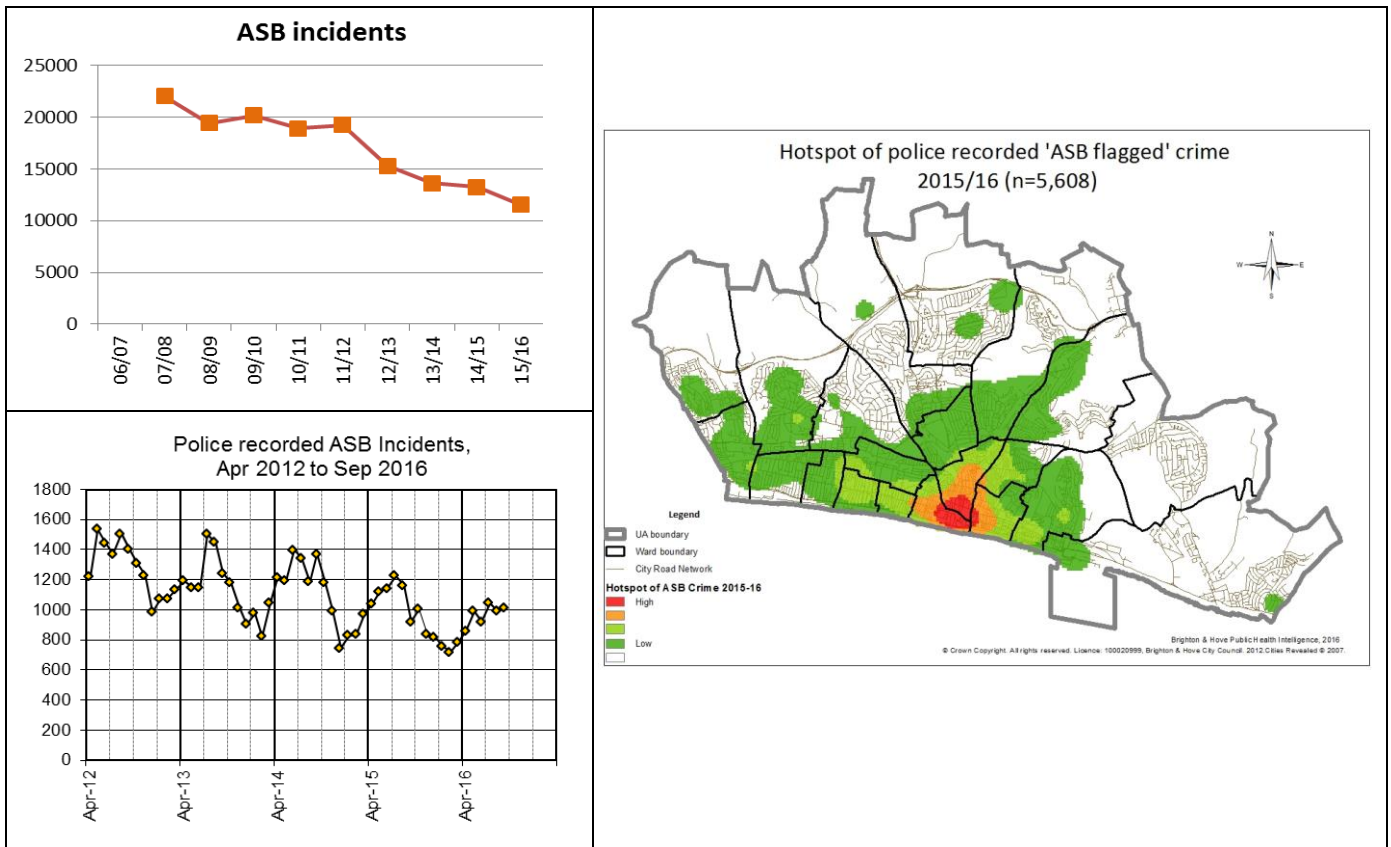 ASB incidents
25000
20000
15000
10000
5000
0
06/07
07/08
08/09
09/10
10/11
11/12
12/13
13/14
14/15
15/16
Police recorded ASB Incidents,
Apr 2012 to Sep 2016
1800
1600
1400
1200
1000
800
600
400
200
0
Apr-12
Apr-13
Apr-14
Apr-15
Apr-16
Hotspot of police recorded 'ASB flagged' crime
2015/16 (n=5,608)
N
W E
S
Legend
UA boundary
Ward boundary
City Road Network
Hotspot of ASB Crime 2015-16
High
Low
Brighton & Hove Public Health Intelligence, 2016
© Crown Copyright. All rights reserved. Licence: 100020999, Brighton & Hove City Council. 2012.Cities Revealed © 2007.